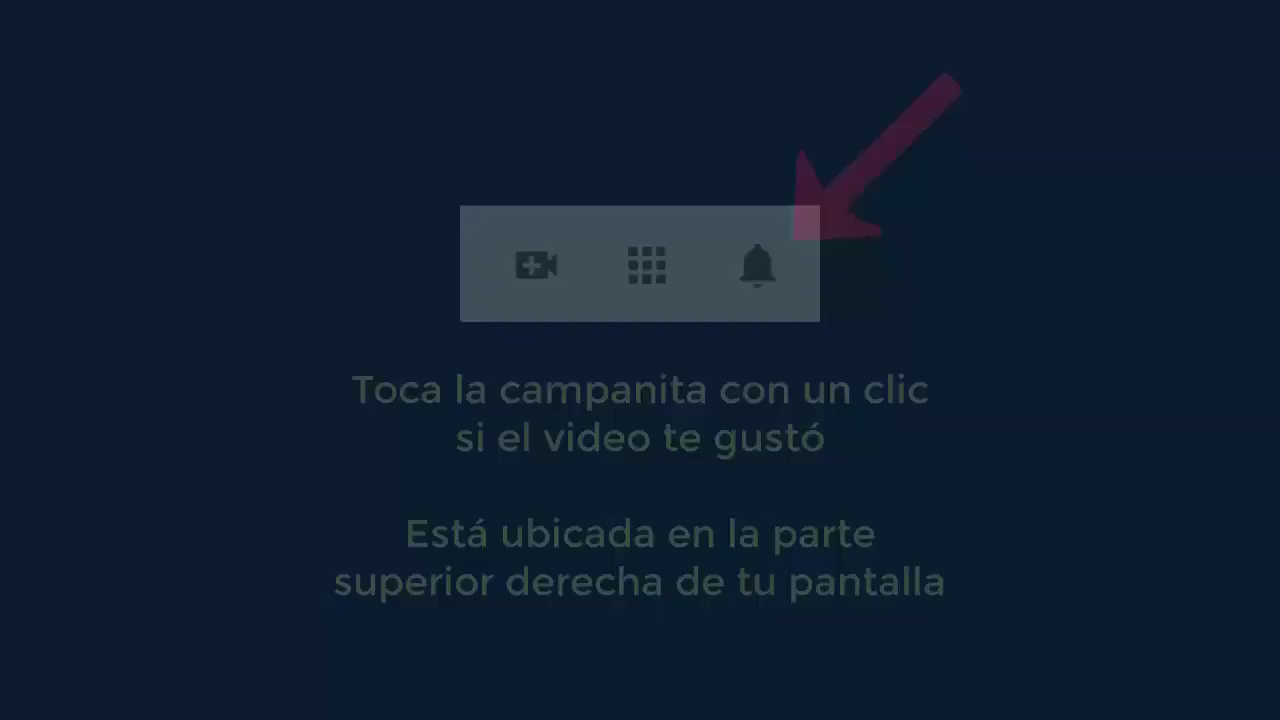 Toca la campanita con un clic
si el video te gustó
Está ubicada en la parte
superior derecha de tu pantalla